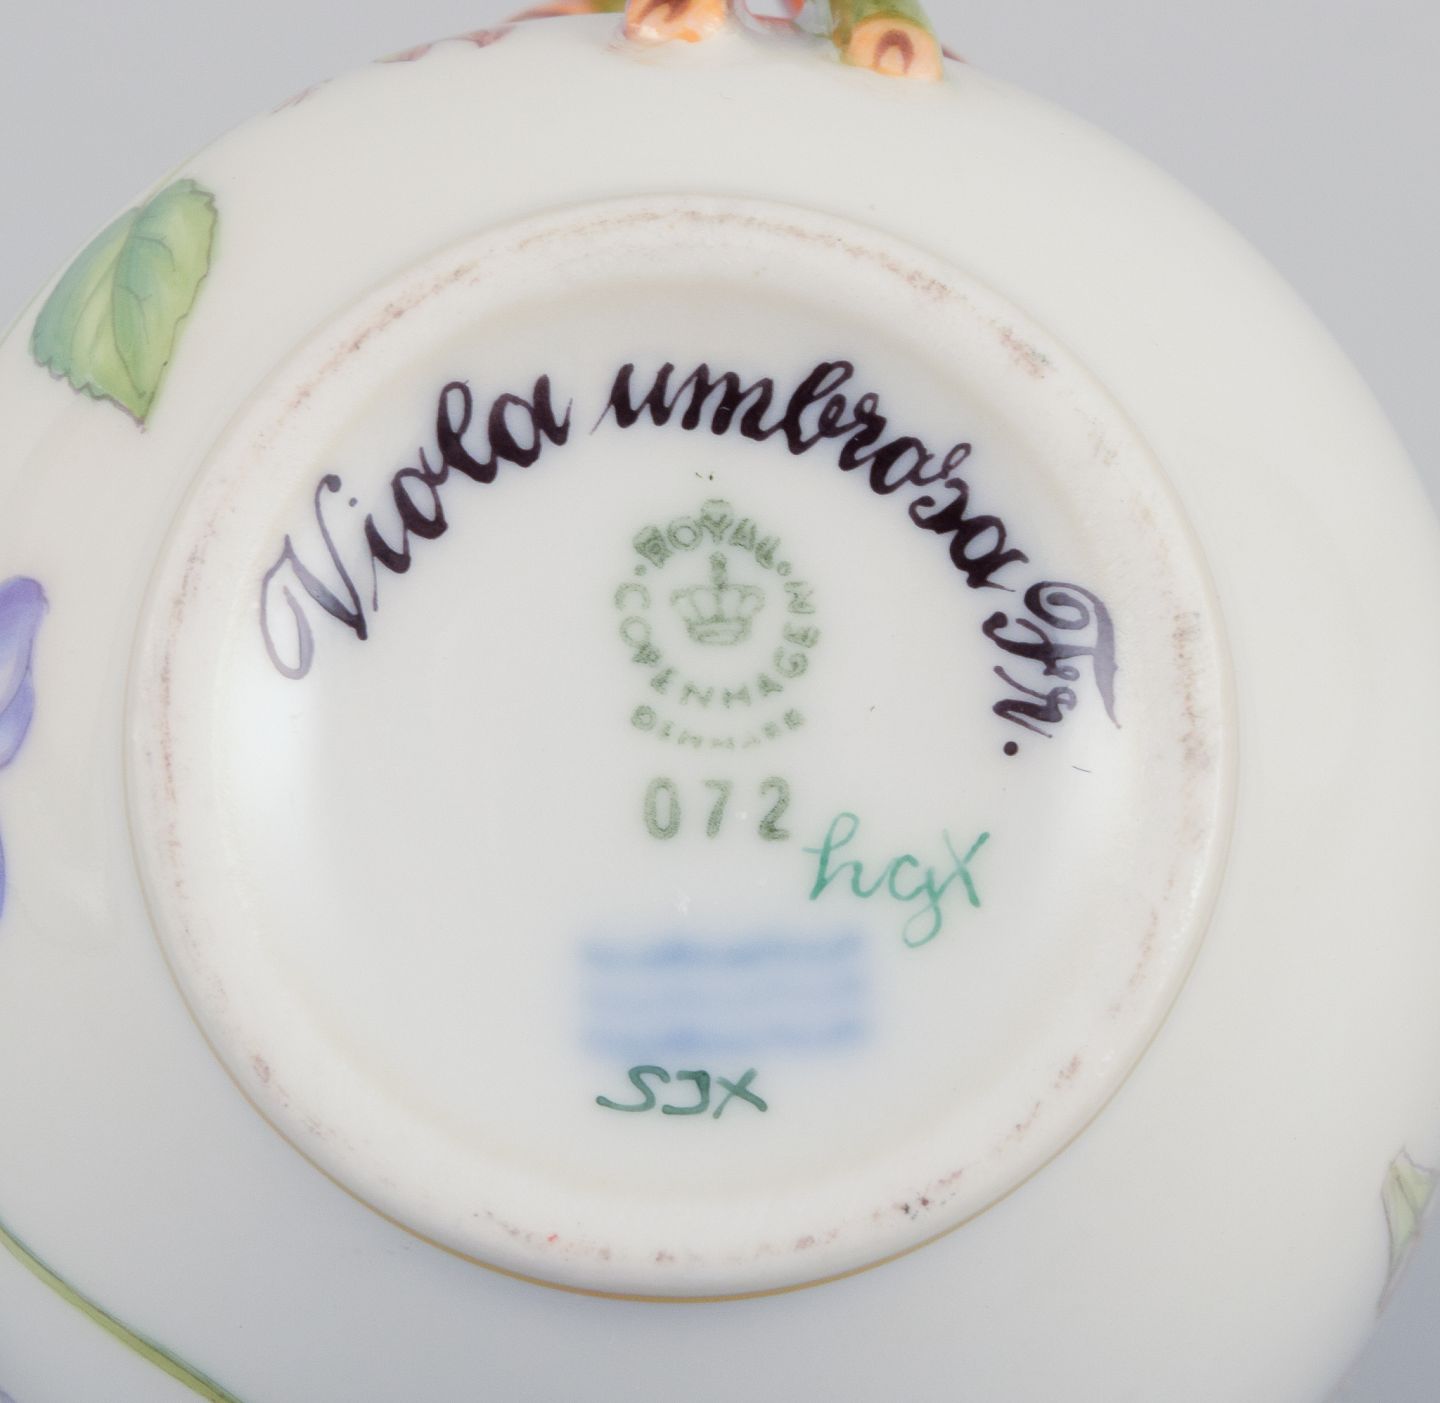 Viola umbrosa Fr.
ROYAL
COPENHAGEN
DENMARK
072
hgX
SJX